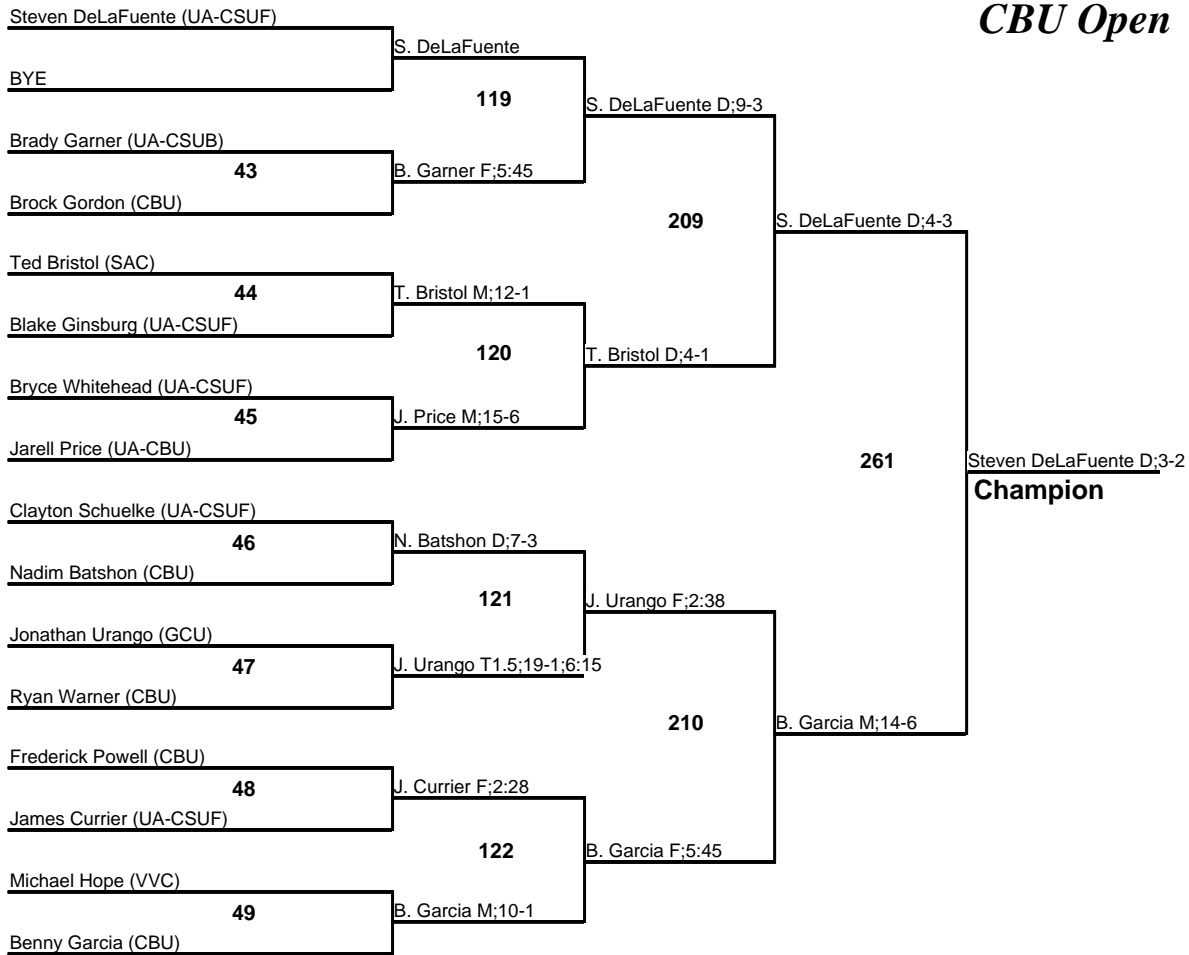 CBU Open
Steven DeLaFuente (UA-CSUF)
S. DeLaFuente
BYE
119
S. DeLaFuente D;9-3
Brady Garner (UA-CSUB)
43
B. Garner F;5:45
Brock Gordon (CBU)
209
S. DeLaFuente D;4-3
Ted Bristol (SAC)
44
T. Bristol M;12-1
Blake Ginsburg (UA-CSUF)
120
T. Bristol D;4-1
Bryce Whitehead (UA-CSUF)
45
J. Price M;15-6
Jarell Price (UA-CBU)
261
Steven DeLaFuente D;3-2
Champion
Clayton Schuelke (UA-CSUF)
46
N. Batshon D;7-3
Nadim Batshon (CBU)
121
J. Urango F;2:38
Jonathan Urango (GCU)
47
J. Urango T1.5;19-1;6:15
Ryan Warner (CBU)
210
B. Garcia M;14-6
Frederick Powell (CBU)
48
J. Currier F;2:28
James Currier (UA-CSUF)
122
B. Garcia F;5:45
Michael Hope (VVC)
49
B. Garcia M;10-1
Benny Garcia (CBU)